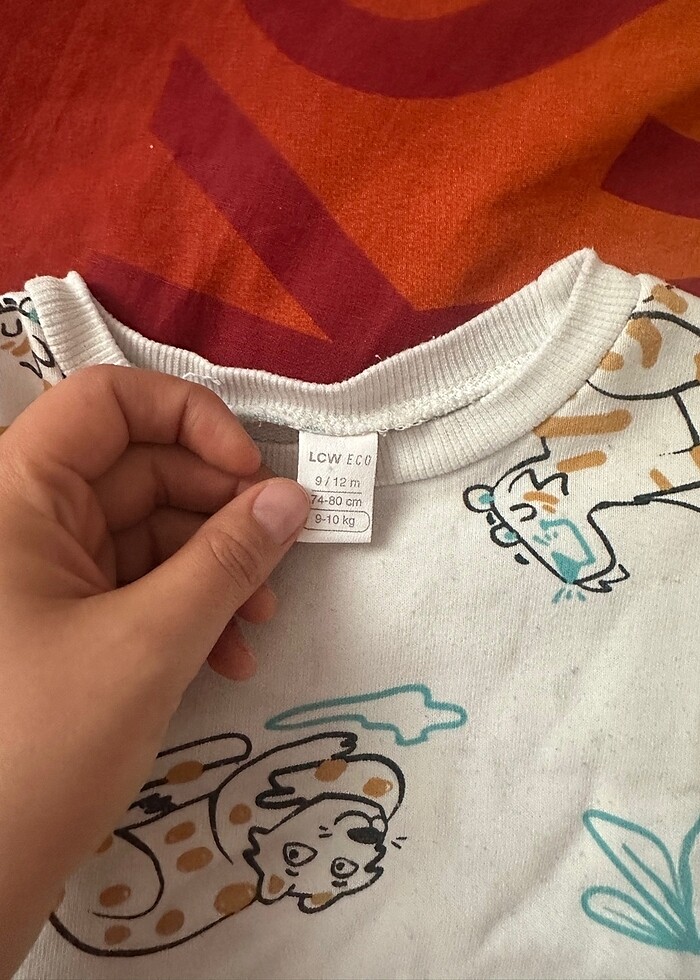 LCW ECO
9 / 12 m
74-80 cm
9-10 kg